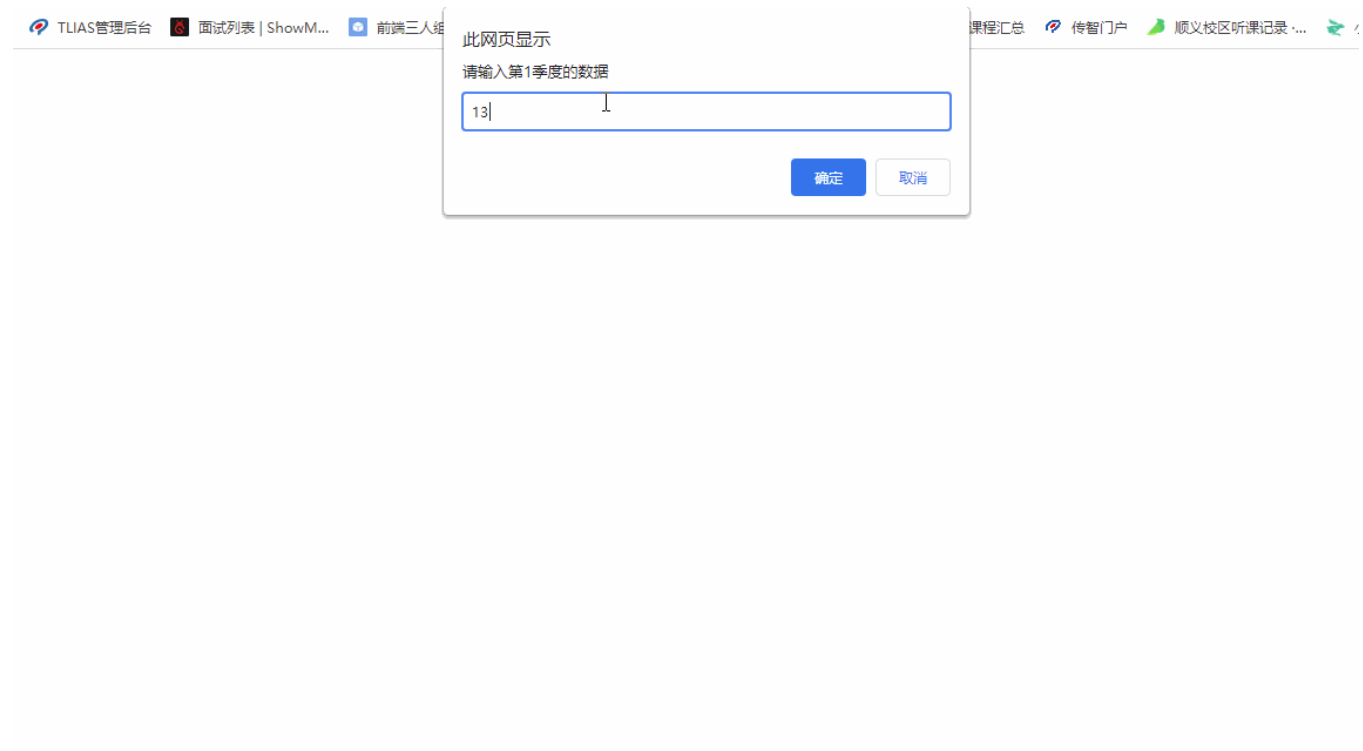 TLIAS管理后台 面试列表 | ShowM... 前端三人组 课程汇总 传智门户 顺义校区听课记录 ·...
此网页显示
请输入第1季度的数据
13
确定 取消